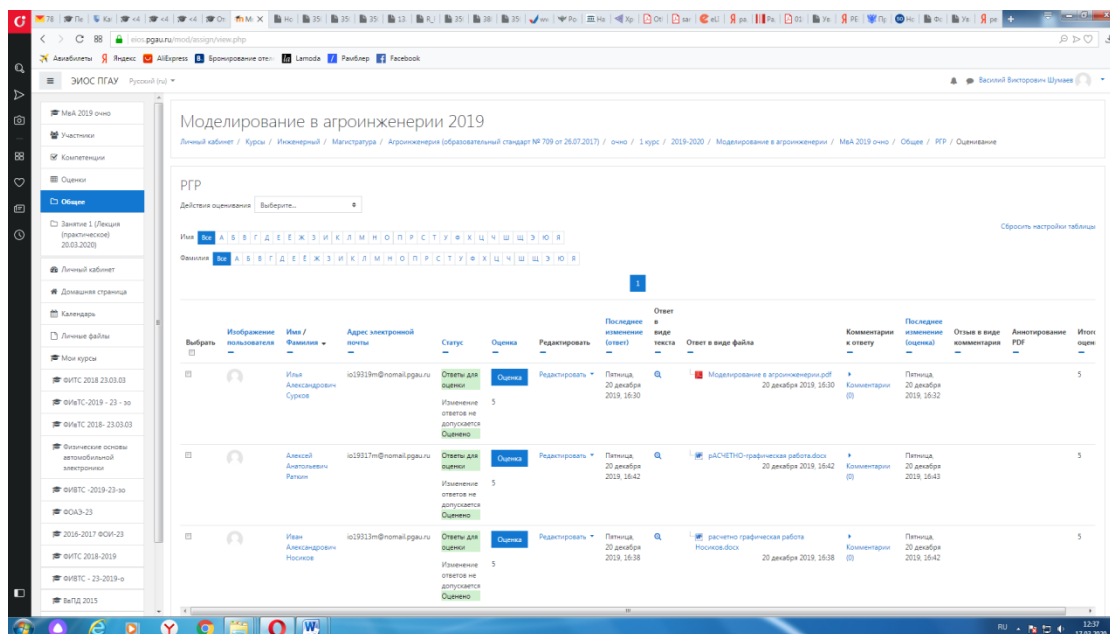 eios.pgau.ru/mod/assign/view.php
Авиабилеты Яндекс AliExpress Бронирование отел Lamoda Рамблер Facebook
ЭИОС ПГАУ Русский (ru)
Василий Викторович Шумаев
МвА 2019 очно
Участники
Компетенции
Оценки
Общее
Занятие 1 (Лекция
(практическое)
20.03.2020)
Личный кабинет
Домашняя страница
Календарь
Личные файлы
Мои курсы
ФИТС 2018 23.03.03
ФИвТС-2019 - 23 - зо
ФИвТС 2018- 23.03.03
Физические основы
автомобильной
электроники
ФИВТС -2019-23-зо
ФОАЭ-23
2016-2017 ФОИ-23
ФИТС 2018-2019
ФИВТС - 23-2019-о
ВеПД 2015
Моделирование в агроинженерии 2019
Личный кабинет / Курсы / Инженерный / Магистратура / Агроинженерия (образовательный стандарт № 709 от 26.07.2017) / очно / 1 курс / 2019-2020 / Моделирование в агроинженерии / МвА 2019 очно / Общее / РГР / Оценивание
РГР
Действия оценивания Выберите...
Сбросить настройки таблицы
Имя Все А Б В Г Д Е Ё Ж З И К Л М Н О П Р С Т У Ф Х Ц Ч Ш Щ Э Ю Я
Фамилия Все А Б В Г Д Е Ё Ж З И К Л М Н О П Р С Т У Ф Х Ц Ч Ш Щ Э Ю Я
1
Выбрать
Изображение
пользователя
Имя /
Фамилия
Адрес электронной
почты
Статус
Оценка
Редактировать
Последнее
изменение
(ответ)
Ответ
в
виде
текста
Ответ в виде файла
Комментарии
к ответу
Последнее
изменение
(оценка)
Отзыв в виде
комментария
Аннотирование
PDF
Итого
оцен
Илья
Александрович
Сурков
io19319m@nomail.pgau.ru
Ответы для
оценки
Изменение
ответов не
допускается
Оценено
Оценка
5
Редактировать
Пятница,
20 декабря
2019, 16:30
Моделирование в агроинженерии.pdf
20 декабря 2019, 16:30
Комментарии
(0)
Пятница,
20 декабря
2019, 16:32
5
Алексей
Анатольевич
Раткин
io19317m@nomail.pgau.ru
Ответы для
оценки
Изменение
ответов не
допускается
Оценено
Оценка
5
Редактировать
Пятница,
20 декабря
2019, 16:42
рАСЧЕТНО-графическая работа.docx
20 декабря 2019, 16:42
Комментарии
(0)
Пятница,
20 декабря
2019, 16:43
5
Иван
Александрович
Носиков
io19313m@nomail.pgau.ru
Ответы для
оценки
Изменение
ответов не
допускается
Оценено
Оценка
5
Редактировать
Пятница,
20 декабря
2019, 16:38
расчетно графическая работа
Носиков.docx
20 декабря 2019, 16:38
Комментарии
(0)
Пятница,
20 декабря
2019, 16:42
5
RU
12:37